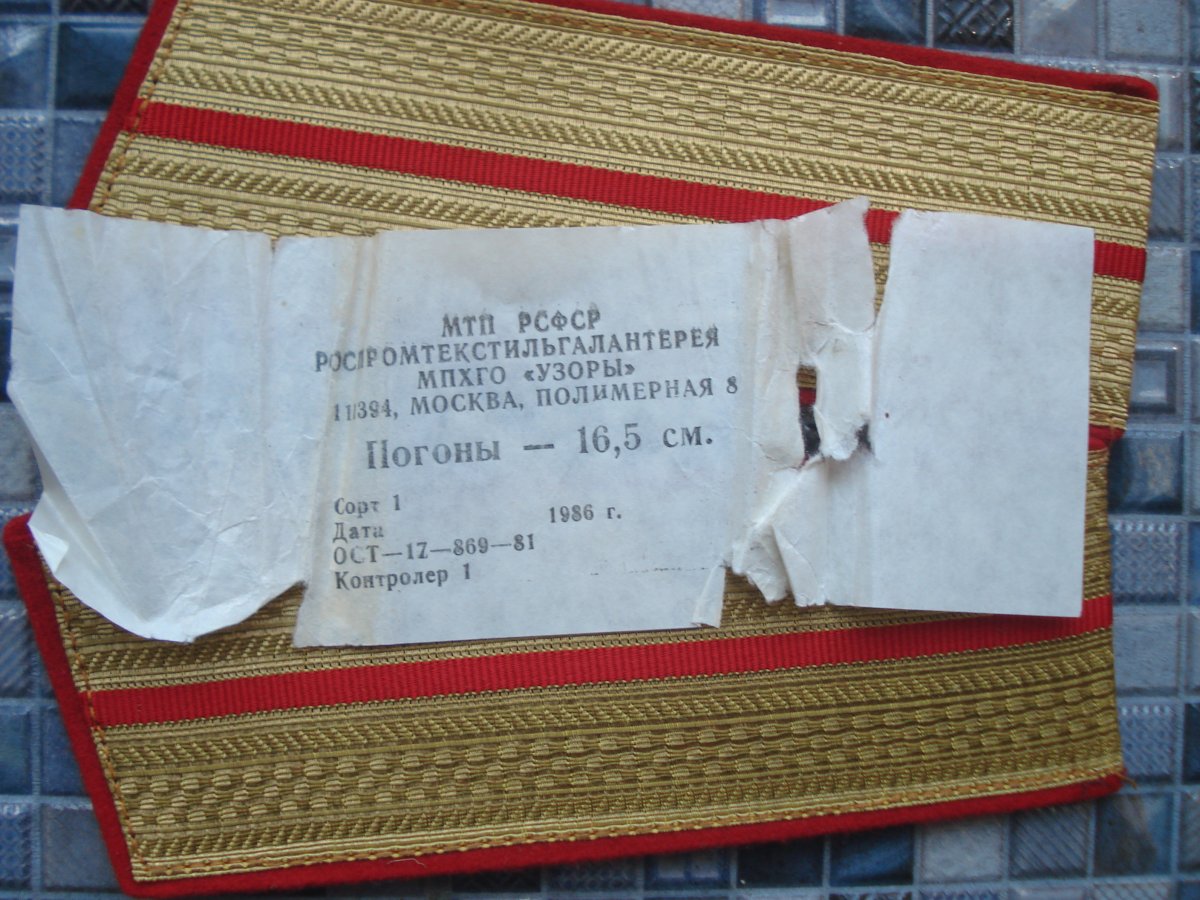 МТП РСФСР
РОСПРОМТЕКСТИЛЬГАЛАНТЕРЕЯ
МПХГО «УЗОРЫ»
111394, МОСКВА, ПОЛИМЕРНАЯ 8
Погоны — 16,5 см.
Сорт 1
Дата 1986 г.
ОСТ—17—869—81
Контролер 1